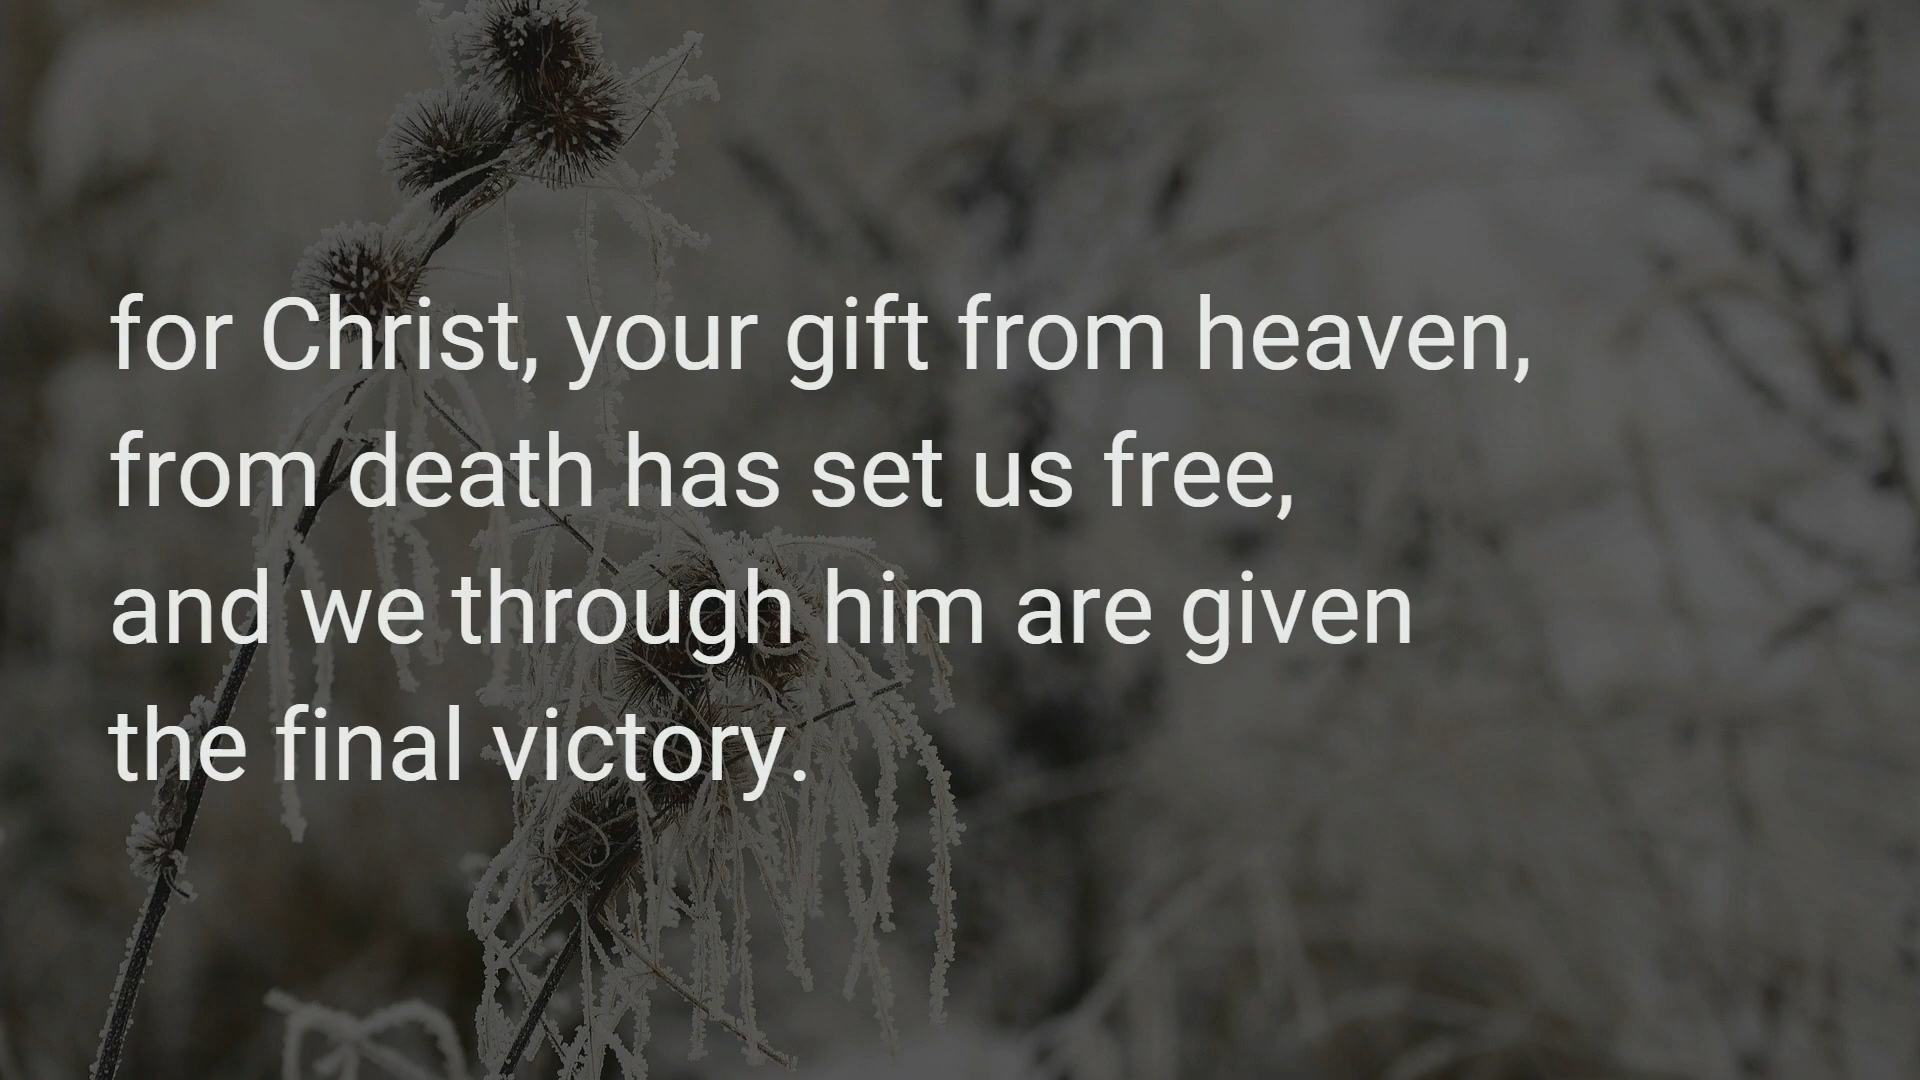 for Christ, your gift from heaven,
from death has set us free,
and we through him are given
the final victory.